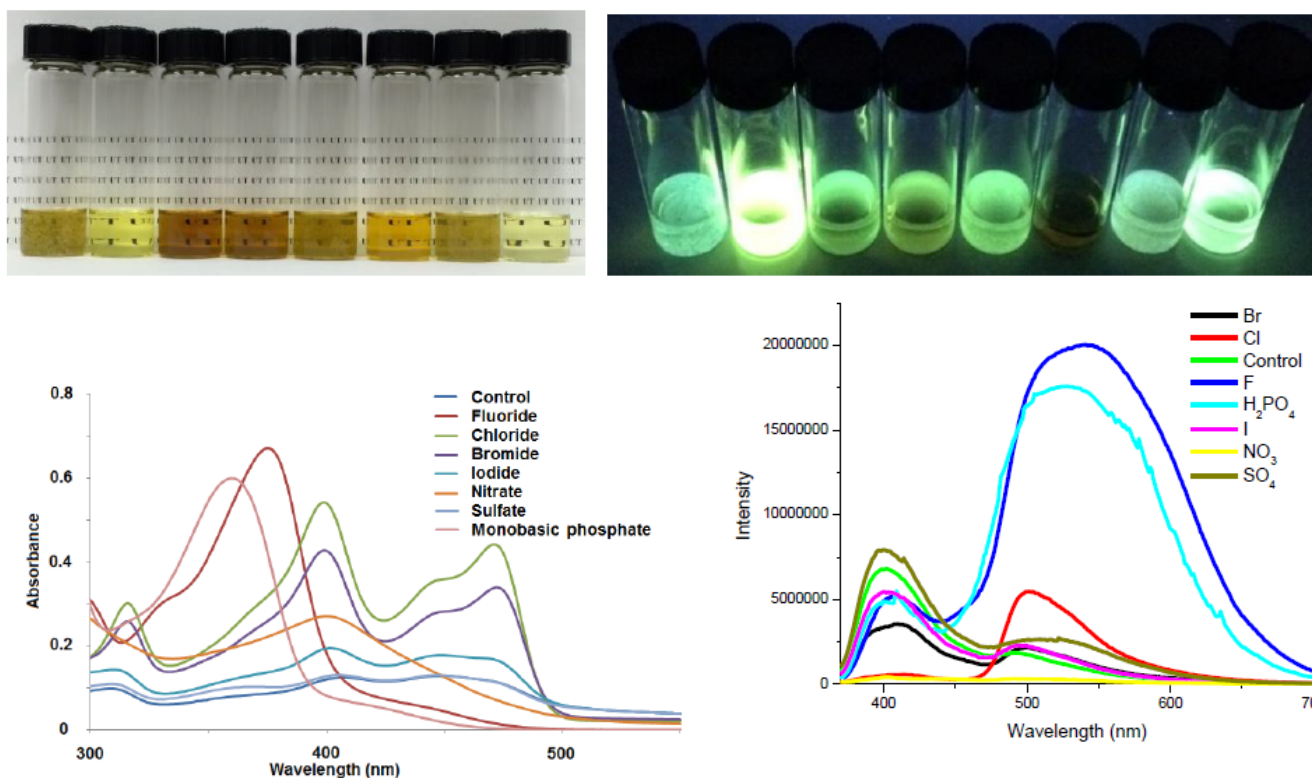 0.8
0.6
0.4
0.2
0
Absorbance
300
400
500
Wavelength (nm)
Control
Fluoride
Chloride
Bromide
Iodide
Nitrate
Sulfate
Monobasic phosphate
20000000
15000000
10000000
5000000
0
Intensity
400
500
600
Wavelength (nm)
Br
Cl
Control
F
H₂PO₄
I
NO₃
SO₄